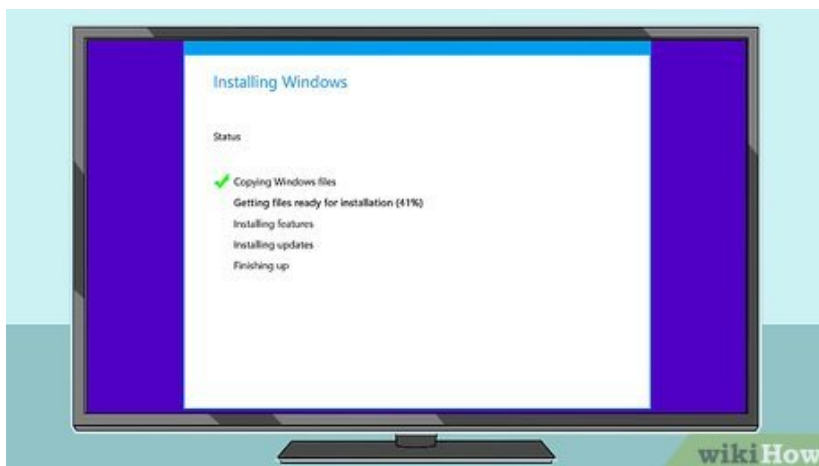 Installing Windows
Status
Copying Windows files
Getting files ready for installation (41%)
Installing features
Installing updates
Finishing up
wikiHow